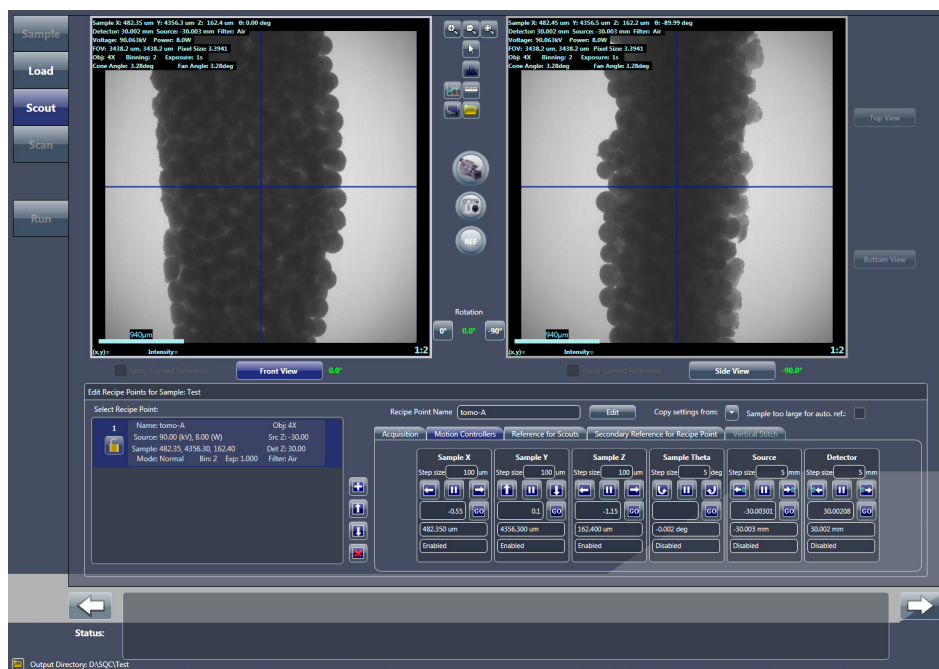 Sample
Load
Scout
Scan
Run
Sample X: 482.35 um Y: 4356.3 um Z: 162.4 um θ: 0.00 deg
Detector: 30.002 mm Source: -30.003 mm Filter: Air
Voltage: 90.063kV Power: 8.0W
FOV: 3438.2 um, 3438.2 um Pixel Size: 3.3941
Obj: 4X Binning: 2 Exposure: 1s
Cone Angle: 3.28deg Fan Angle: 3.28deg
940µm
(x,y)= Intensity= 1:2
REF
Rotation
0° 0.0° -90°
Sample X: 482.45 um Y: 4356.5 um Z: 162.2 um θ: -89.99 deg
Detector: 30.002 mm Source: -30.003 mm Filter: Air
Voltage: 90.061kV Power: 8.0W
FOV: 3438.2 um, 3438.2 um Pixel Size: 3.3941
Obj: 4X Binning: 2 Exposure: 1s
Cone Angle: 3.28deg Fan Angle: 3.28deg
940µm
(x,y)= Intensity= 1:2
Top View
Bottom View
Apply Current Reference Front View 0.0°
Apply Current Reference Side View -90.0°
Edit Recipe Points for Sample: Test
Select Recipe Point:
1
Name: tomo-A Obj: 4X
Source: 90.00 (kV), 8.00 (W) Src Z: -30.00
Sample: 482.35, 4356.30, 162.40 Det Z: 30.00
Mode: Normal Bin: 2 Exp: 1.000 Filter: Air
Recipe Point Name tomo-A Edit Copy settings from: Sample too large for auto. ref.:
Acquisition Motion Controllers Reference for Scouts Secondary Reference for Recipe Point Vertical Stitch
Sample X Sample Y Sample Z Sample Theta Source Detector
Step size 100 um Step size 100 um Step size 100 um Step size 5 deg Step size 5 mm Step size 5 mm
-0.55 GO 0.1 GO -1.15 GO GO -30.00301 GO 30.00208 GO
482.350 um 4356.300 um 162.400 um -0.002 deg -30.003 mm 30.002 mm
Enabled Enabled Enabled Disabled Disabled Disabled
Status:
Output Directory: D:\SQC\Test